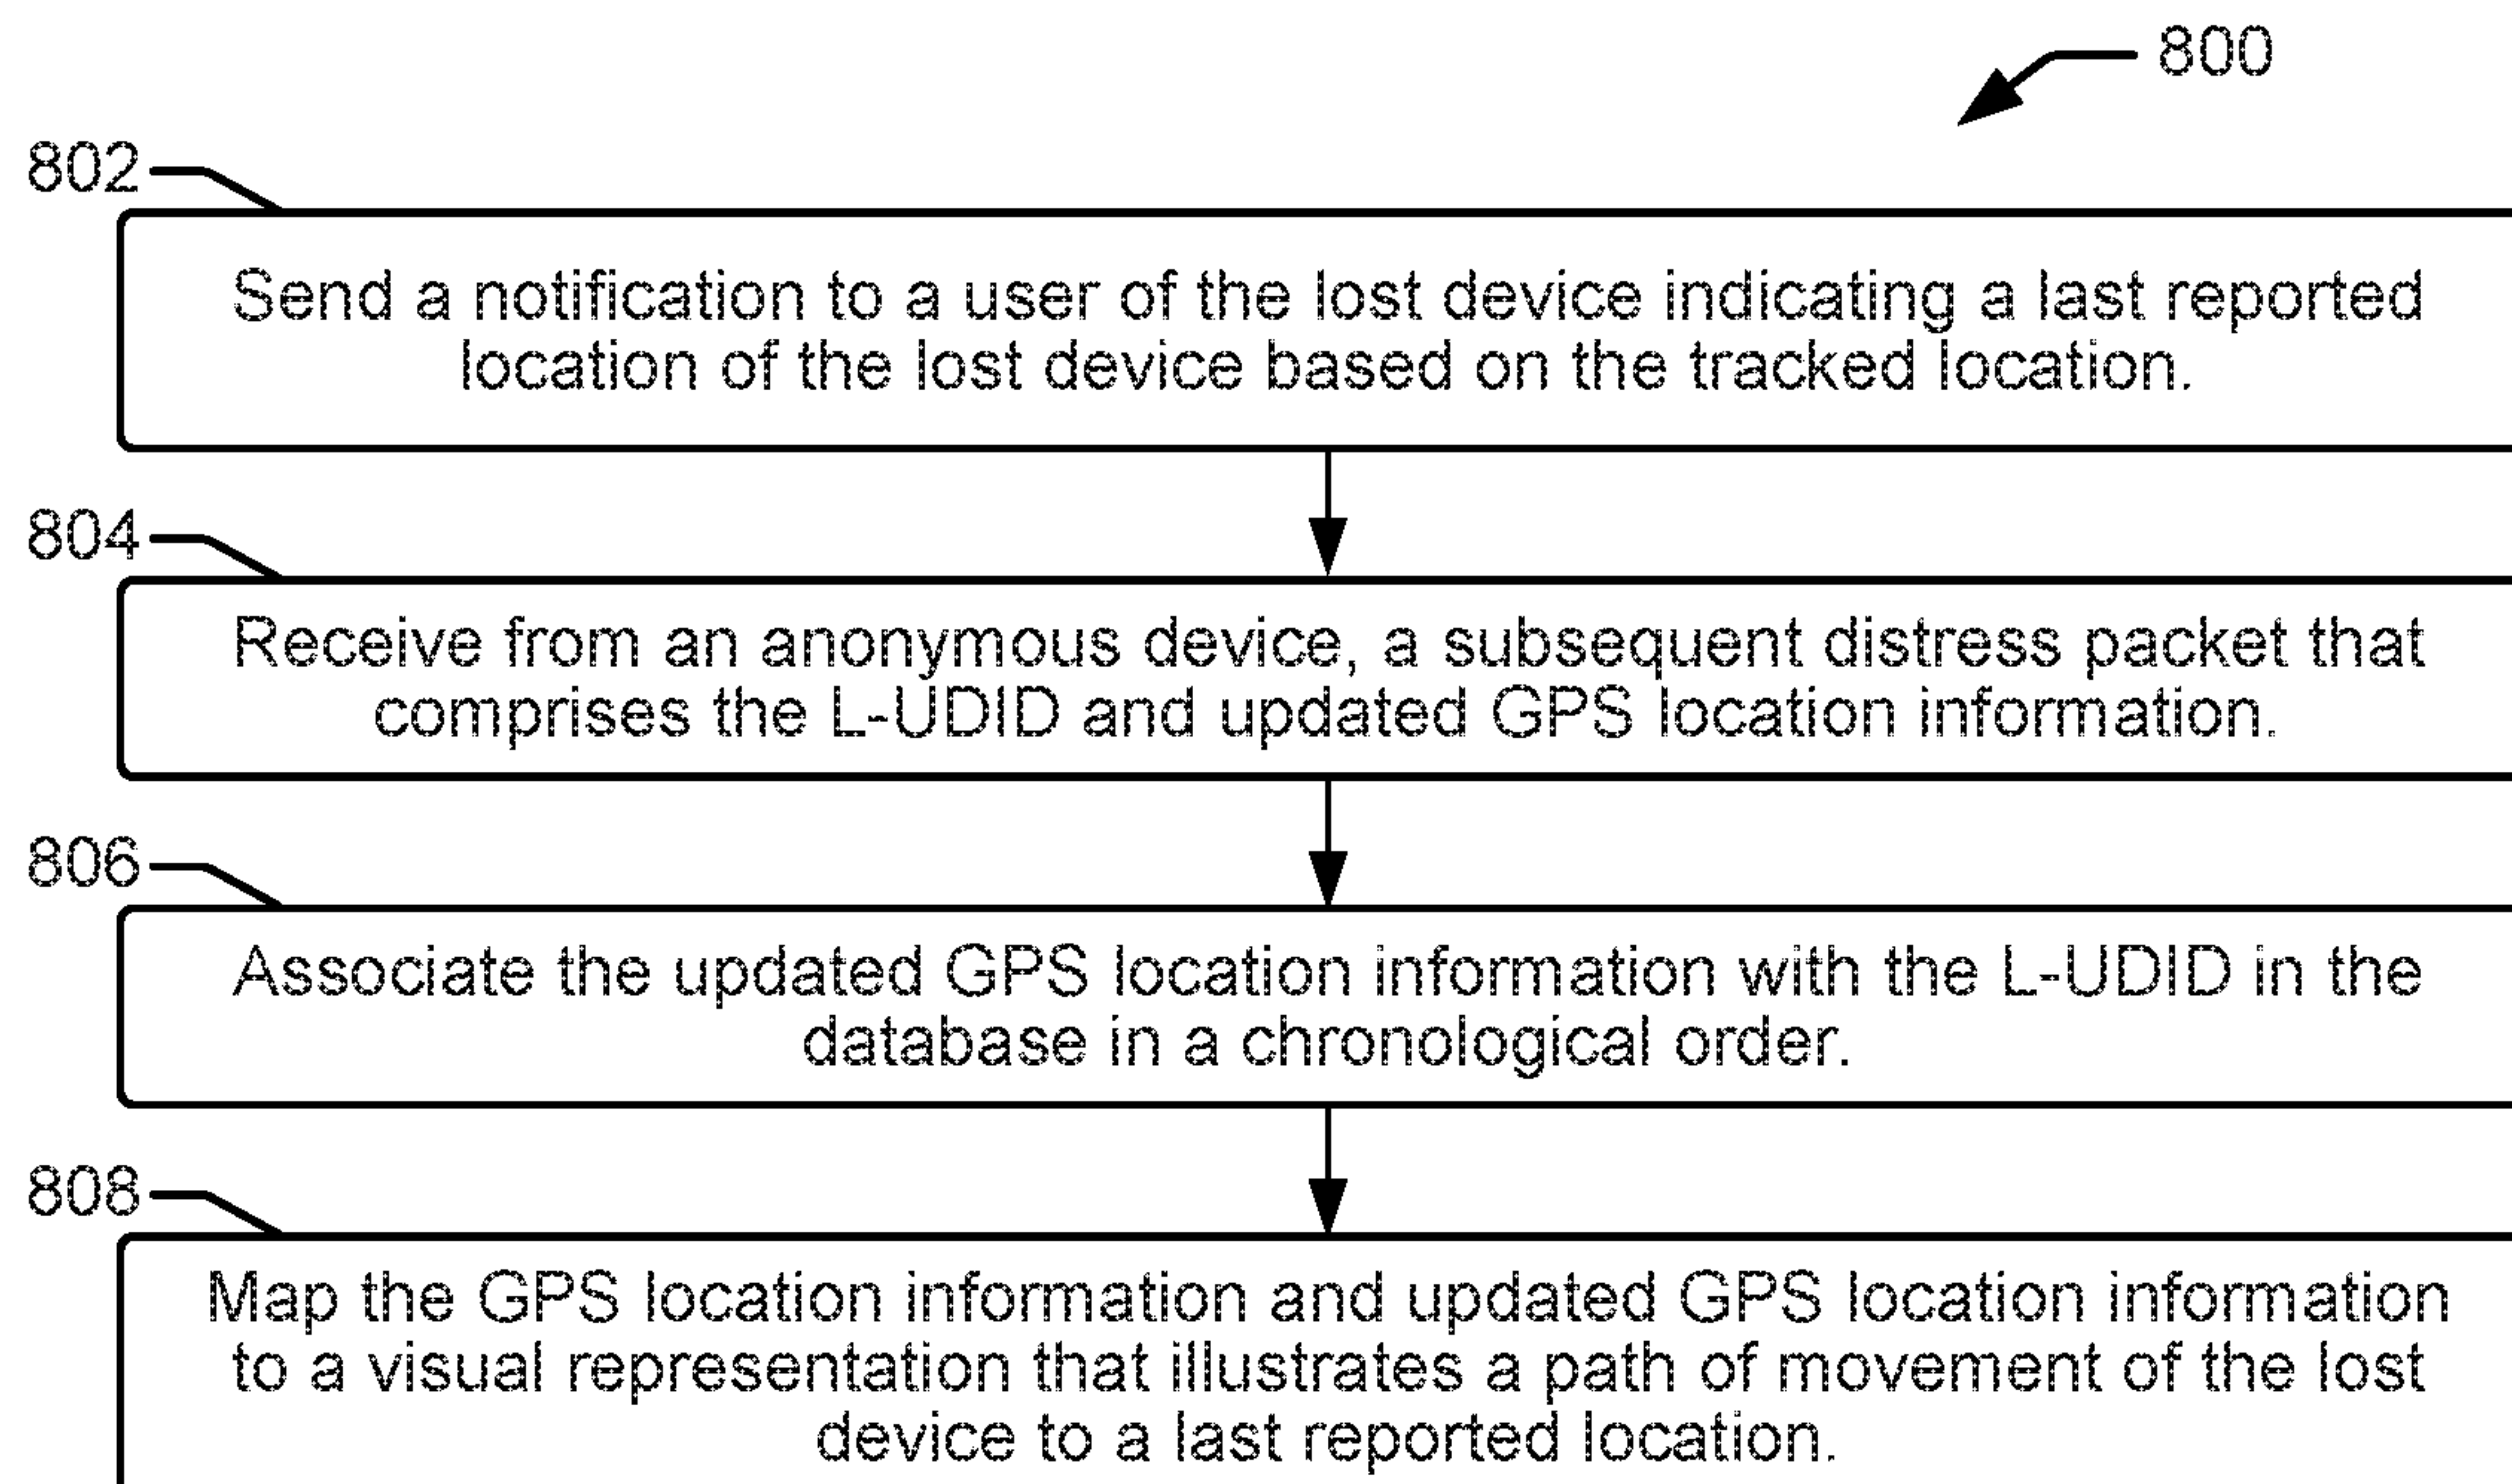 800
802
Send a notification to a user of the lost device indicating a last reported
location of the lost device based on the tracked location.
804
Receive from an anonymous device, a subsequent distress packet that
comprises the L-UDID and updated GPS location information.
806
Associate the updated GPS location information with the L-UDID in the
database in a chronological order.
808
Map the GPS location information and updated GPS location information
to a visual representation that illustrates a path of movement of the lost
device to a last reported location.